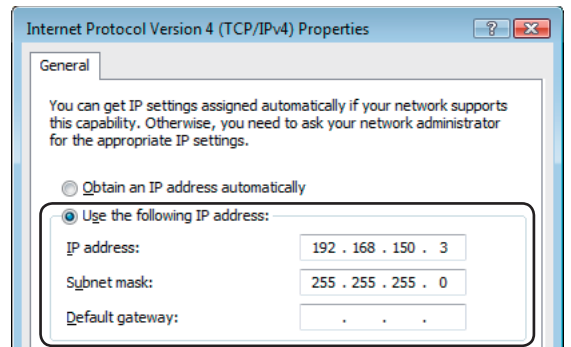 Internet Protocol Version 4 (TCP/IPv4) Properties
General
You can get IP settings assigned automatically if your network supports
this capability. Otherwise, you need to ask your network administrator
for the appropriate IP settings.
Obtain an IP address automatically
Use the following IP address:
IP address: 192 . 168 . 150 . 3
Subnet mask: 255 . 255 . 255 . 0
Default gateway: . . .